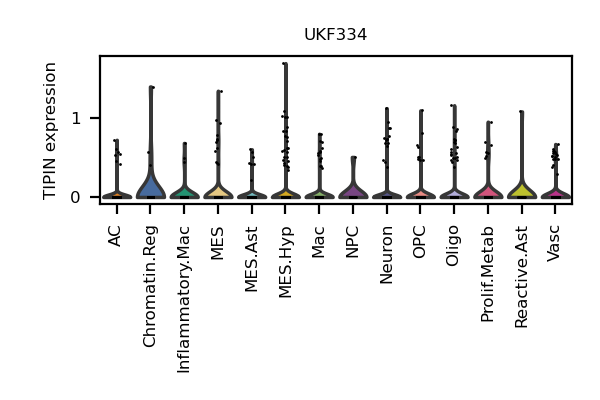 UKF334
TIPIN expression
1
0
AC
Chromatin.Reg
Inflammatory.Mac
MES
MES.Ast
MES.Hyp
Mac
NPC
Neuron
OPC
Oligo
Prolif.Metab
Reactive.Ast
Vasc